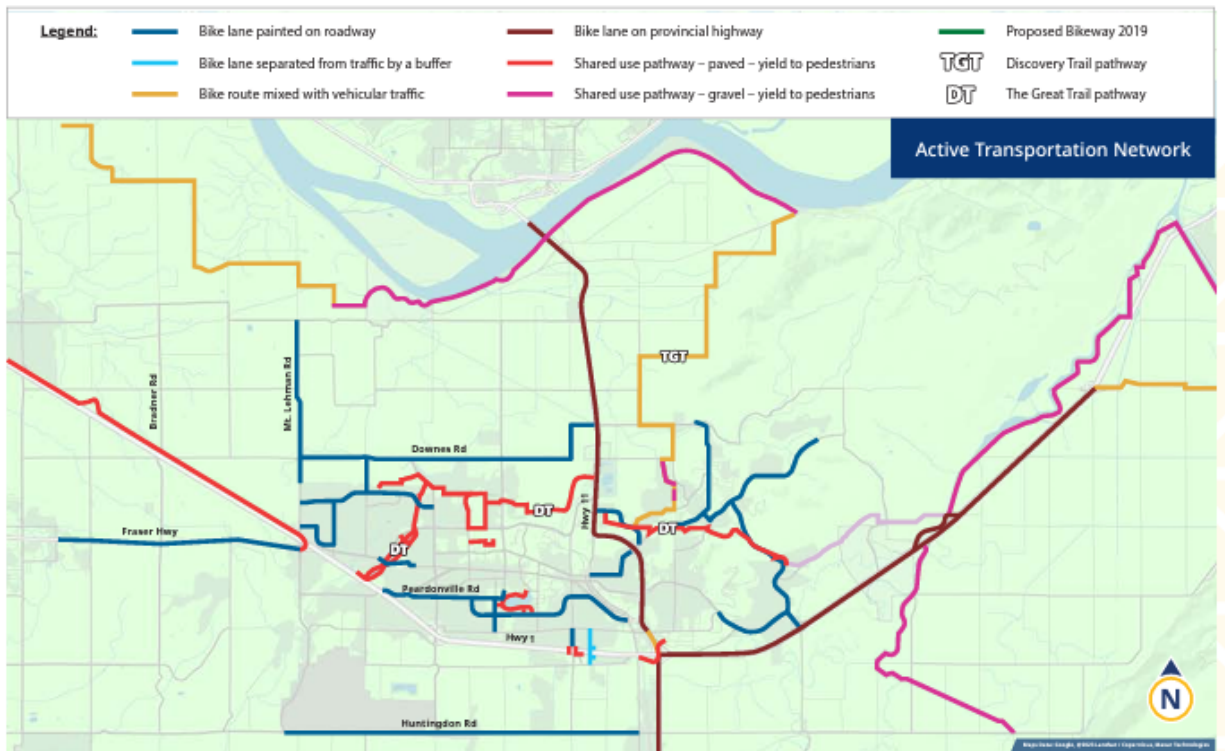 Legend:
Bike lane painted on roadway
Bike lane on provincial highway
Proposed Bikeway 2019
Bike lane separated from traffic by a buffer
Shared use pathway – paved – yield to pedestrians
TGT
Discovery Trail pathway
Bike route mixed with vehicular traffic
Shared use pathway – gravel – yield to pedestrians
DT
The Great Trail pathway
Active Transportation Network
TGT
Bradner Rd
Mt. Lehman Rd
Downes Rd
Hwy 11
DT
DT
Fraser Hwy
DT
Peardonville Rd
Hwy 1
N
Huntingdon Rd